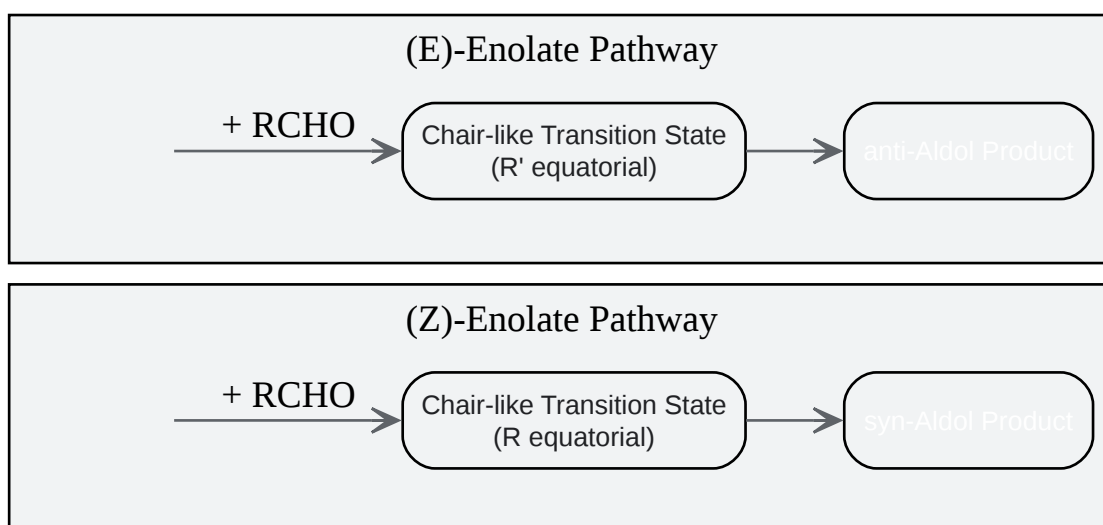 (E)-Enolate Pathway
+ RCHO
Chair-like Transition State
(R' equatorial)
anti-Aldol Product
(Z)-Enolate Pathway
+ RCHO
Chair-like Transition State
(R equatorial)
syn-Aldol Product